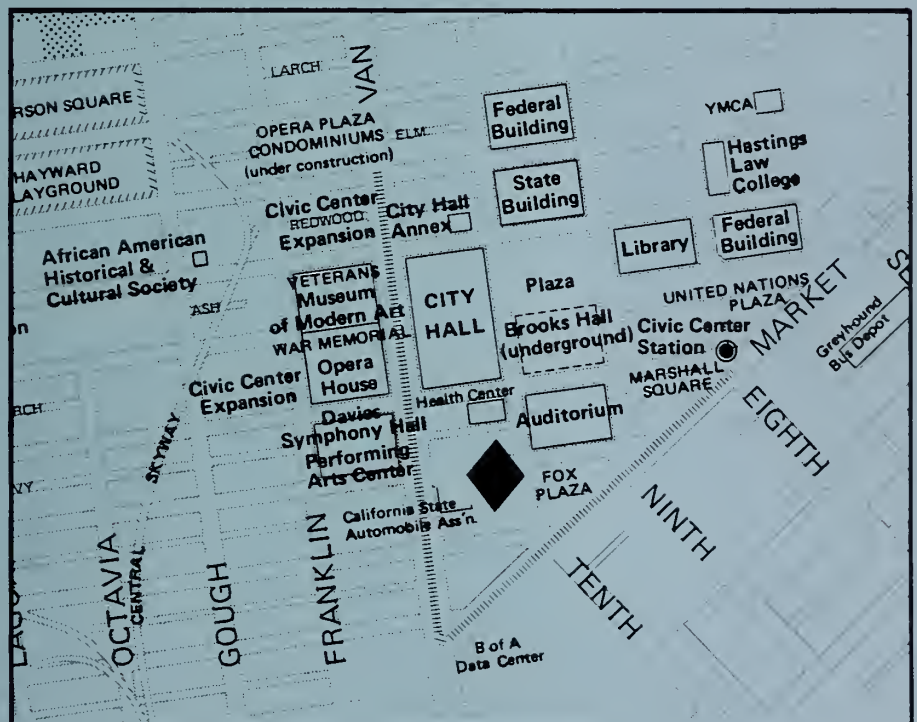 LARCH
VAN
RSON SQUARE
OPERA PLAZA
CONDOMINIUMS
(under construction)
ELM
Federal
Building
YMCA
HAYWARD
LAYGROUND
Hastings
Law
College
State
Building
Civic Center
REDWOOD
Expansion
City Hall
Annex
African American
Historical &
Cultural Society
Library
Federal
Building
VETERANS
Museum
of Modern Art
WAR MEMORIAL
Opera
House
CITY
HALL
Plaza
UNITED NATIONS
PLAZA
MARKET
ASH
Brooks Hall
(underground)
Civic Center
Station
MARSHALL
SQUARE
Greyhound
Bus Depot
Civic Center
Expansion
Health Center
Auditorium
EIGHTH
RCH
Davies
Symphony Hall
Performing
Arts Center
SKYWAY
FOX
PLAZA
California State
Automobile Ass'n.
NINTH
TENTH
OCTAVIA
CENTRAL
GOUGH
FRANKLIN
B of A
Data Center